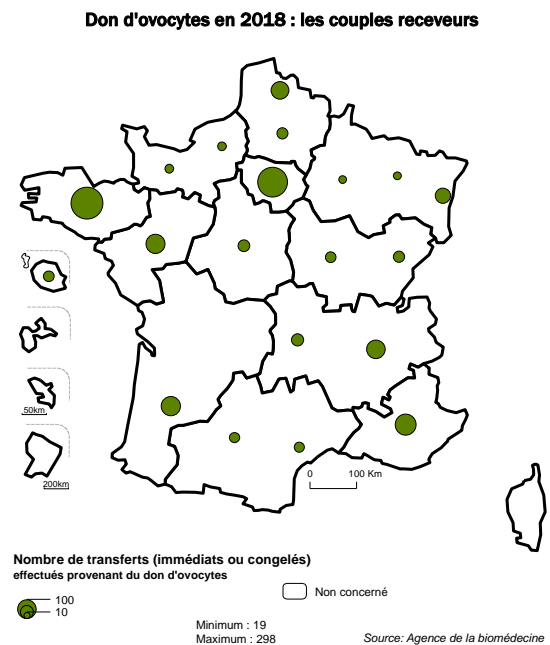 Don d'ovocytes en 2018 : les couples receveurs
0 100 Km
50km
200km
Nombre de transferts (immédiats ou congelés)
effectués provenant du don d'ovocytes
100
10
Non concerné
Minimum : 19
Maximum : 298
Source: Agence de la biomédecine